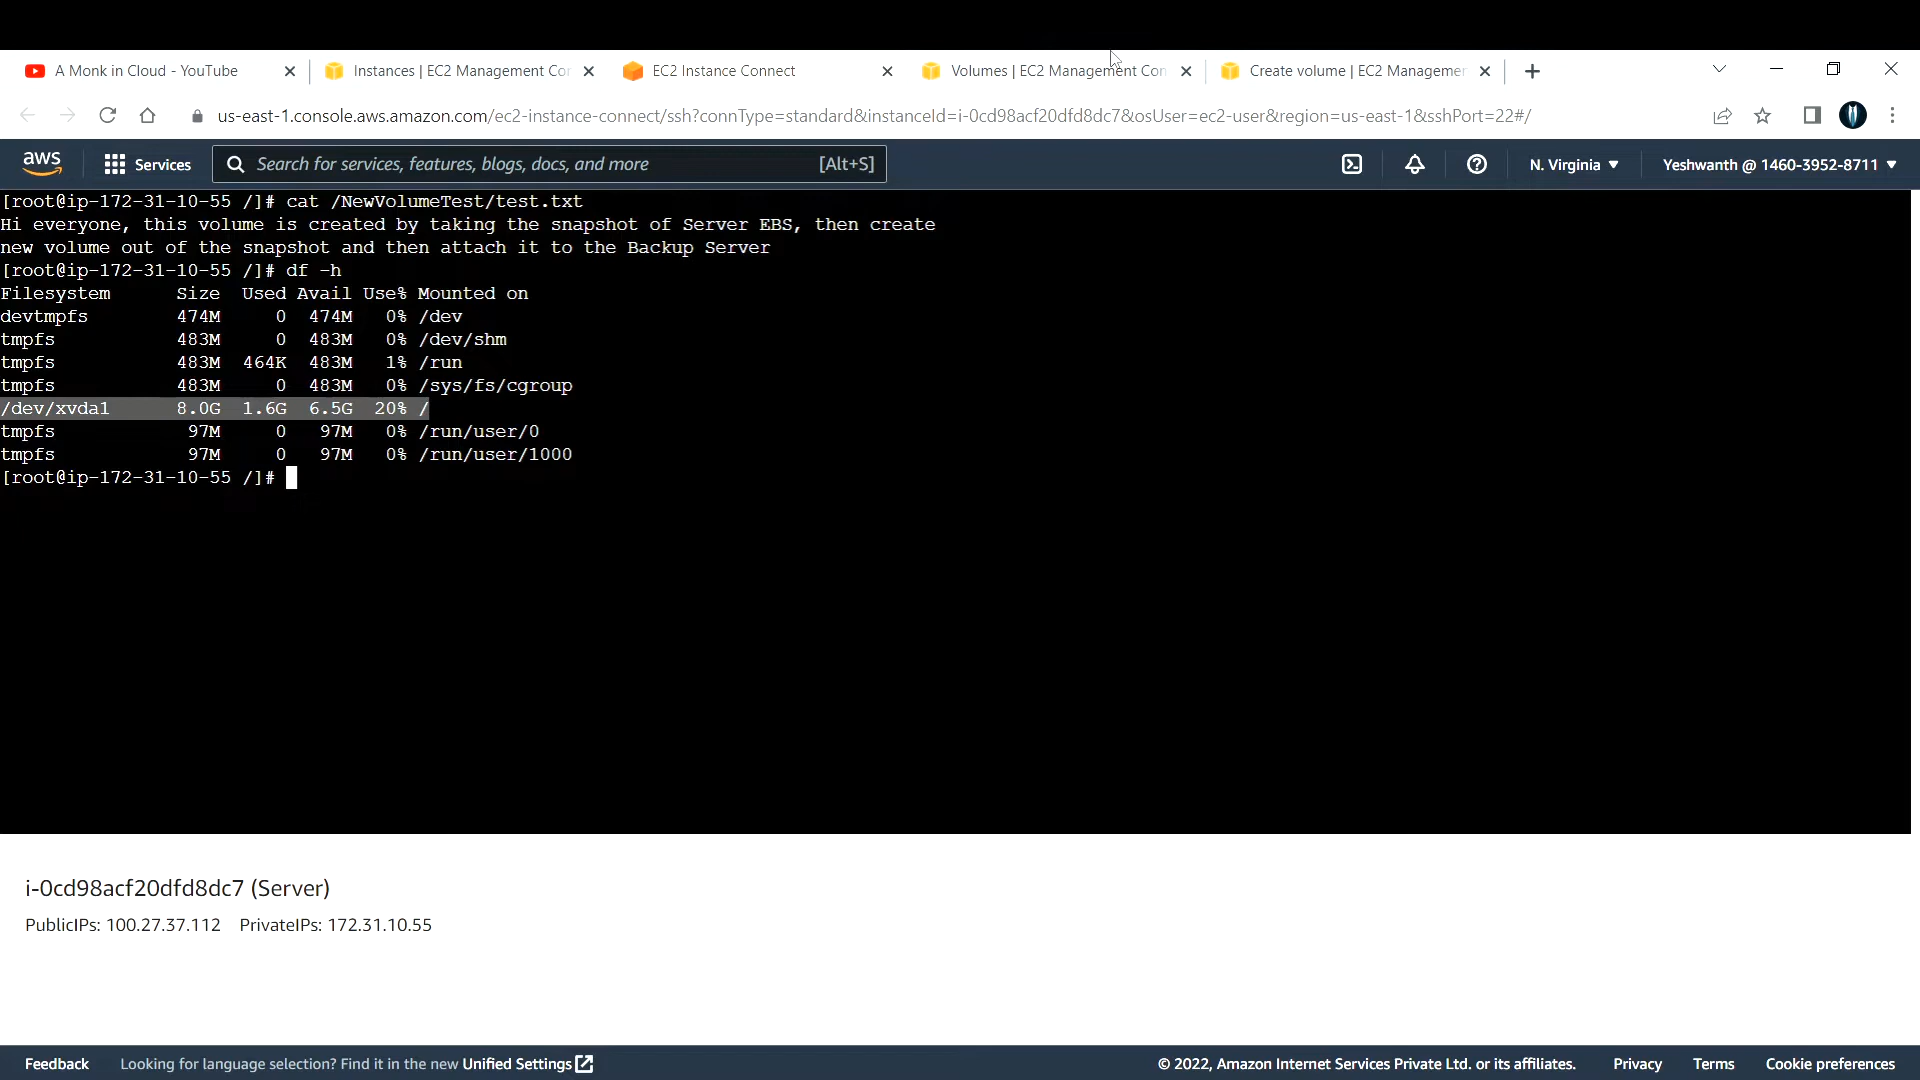 A Monk in Cloud - YouTube
Instances | EC2 Management Co
EC2 Instance Connect
Volumes | EC2 Management Con
Create volume | EC2 Managemen
us-east-1.console.aws.amazon.com/ec2-instance-connect/ssh?connType=standard&instanceId=i-0cd98acf20dfd8dc7&osUser=ec2-user&region=us-east-1&sshPort=22#/
aws
Services
Search for services, features, blogs, docs, and more
[Alt+S]
N. Virginia
Yeshwanth @ 1460-3952-8711
[root@ip-172-31-10-55 /]# cat /NewVolumeTest/test.txt
Hi everyone, this volume is created by taking the snapshot of Server EBS, then create
new volume out of the snapshot and then attach it to the Backup Server
[root@ip-172-31-10-55 /]# df -h
Filesystem      Size  Used Avail Use% Mounted on
devtmpfs        474M     0  474M   0% /dev
tmpfs           483M     0  483M   0% /dev/shm
tmpfs           483M  464K  483M   1% /run
tmpfs           483M     0  483M   0% /sys/fs/cgroup
/dev/xvda1      8.0G  1.6G  6.5G  20% /
tmpfs            97M     0   97M   0% /run/user/0
tmpfs            97M     0   97M   0% /run/user/1000
[root@ip-172-31-10-55 /]#
i-0cd98acf20dfd8dc7 (Server)
PublicIPs: 100.27.37.112   PrivateIPs: 172.31.10.55
Feedback
Looking for language selection? Find it in the new Unified Settings
© 2022, Amazon Internet Services Private Ltd. or its affiliates.
Privacy
Terms
Cookie preferences